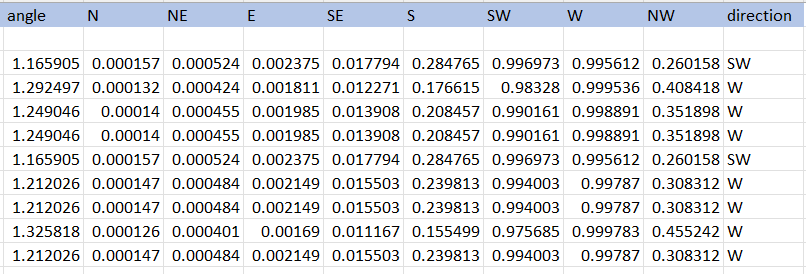 angle N NE E SE S SW W NW direction
1.165905 0.000157 0.000524 0.002375 0.017794 0.284765 0.996973 0.995612 0.260158 SW
1.292497 0.000132 0.000424 0.001811 0.012271 0.176615 0.98328 0.999536 0.408418 W
1.249046 0.00014 0.000455 0.001985 0.013908 0.208457 0.990161 0.998891 0.351898 W
1.249046 0.00014 0.000455 0.001985 0.013908 0.208457 0.990161 0.998891 0.351898 W
1.165905 0.000157 0.000524 0.002375 0.017794 0.284765 0.996973 0.995612 0.260158 SW
1.212026 0.000147 0.000484 0.002149 0.015503 0.239813 0.994003 0.99787 0.308312 W
1.212026 0.000147 0.000484 0.002149 0.015503 0.239813 0.994003 0.99787 0.308312 W
1.325818 0.000126 0.000401 0.00169 0.011167 0.155499 0.975685 0.999783 0.455242 W
1.212026 0.000147 0.000484 0.002149 0.015503 0.239813 0.994003 0.99787 0.308312 W